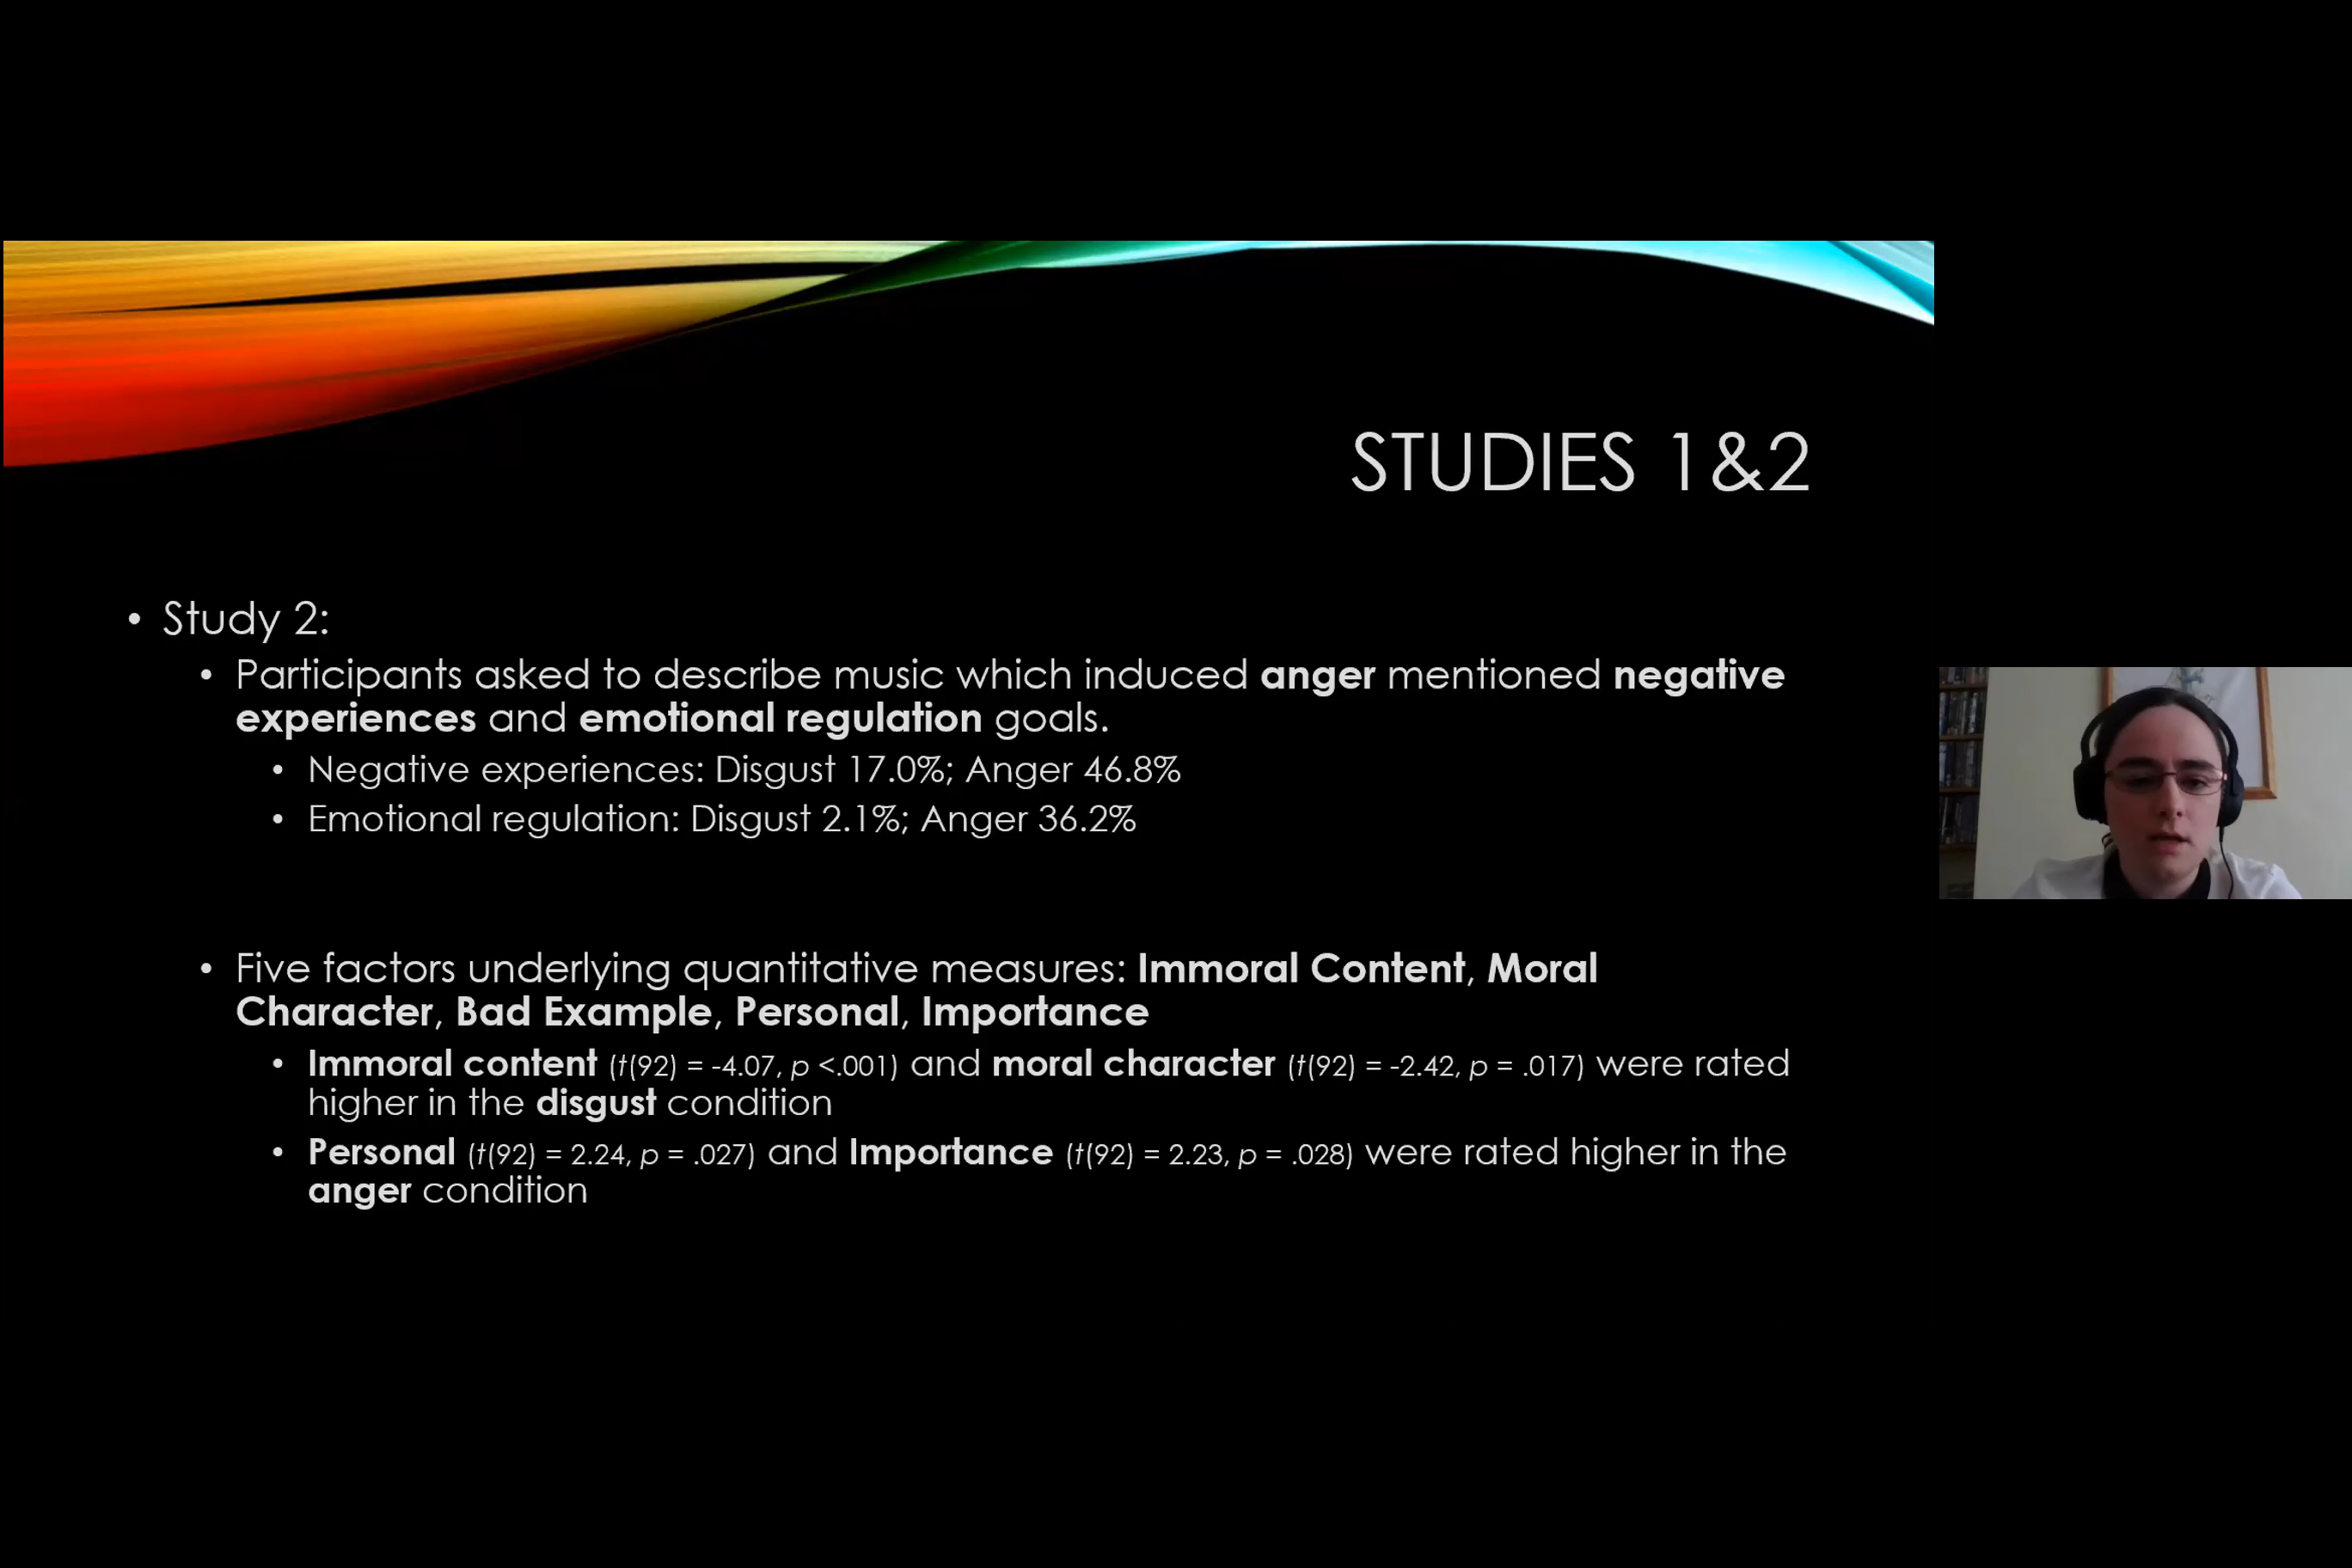 STUDIES 1&2
• Study 2:
• Participants asked to describe music which induced anger mentioned negative
experiences and emotional regulation goals.
• Negative experiences: Disgust 17.0%; Anger 46.8%
• Emotional regulation: Disgust 2.1%; Anger 36.2%
• Five factors underlying quantitative measures: Immoral Content, Moral
Character, Bad Example, Personal, Importance
• Immoral content (t(92) = -4.07, p <.001) and moral character (t(92) = -2.42, p = .017) were rated
higher in the disgust condition
• Personal (t(92) = 2.24, p = .027) and Importance (t(92) = 2.23, p = .028) were rated higher in the
anger condition